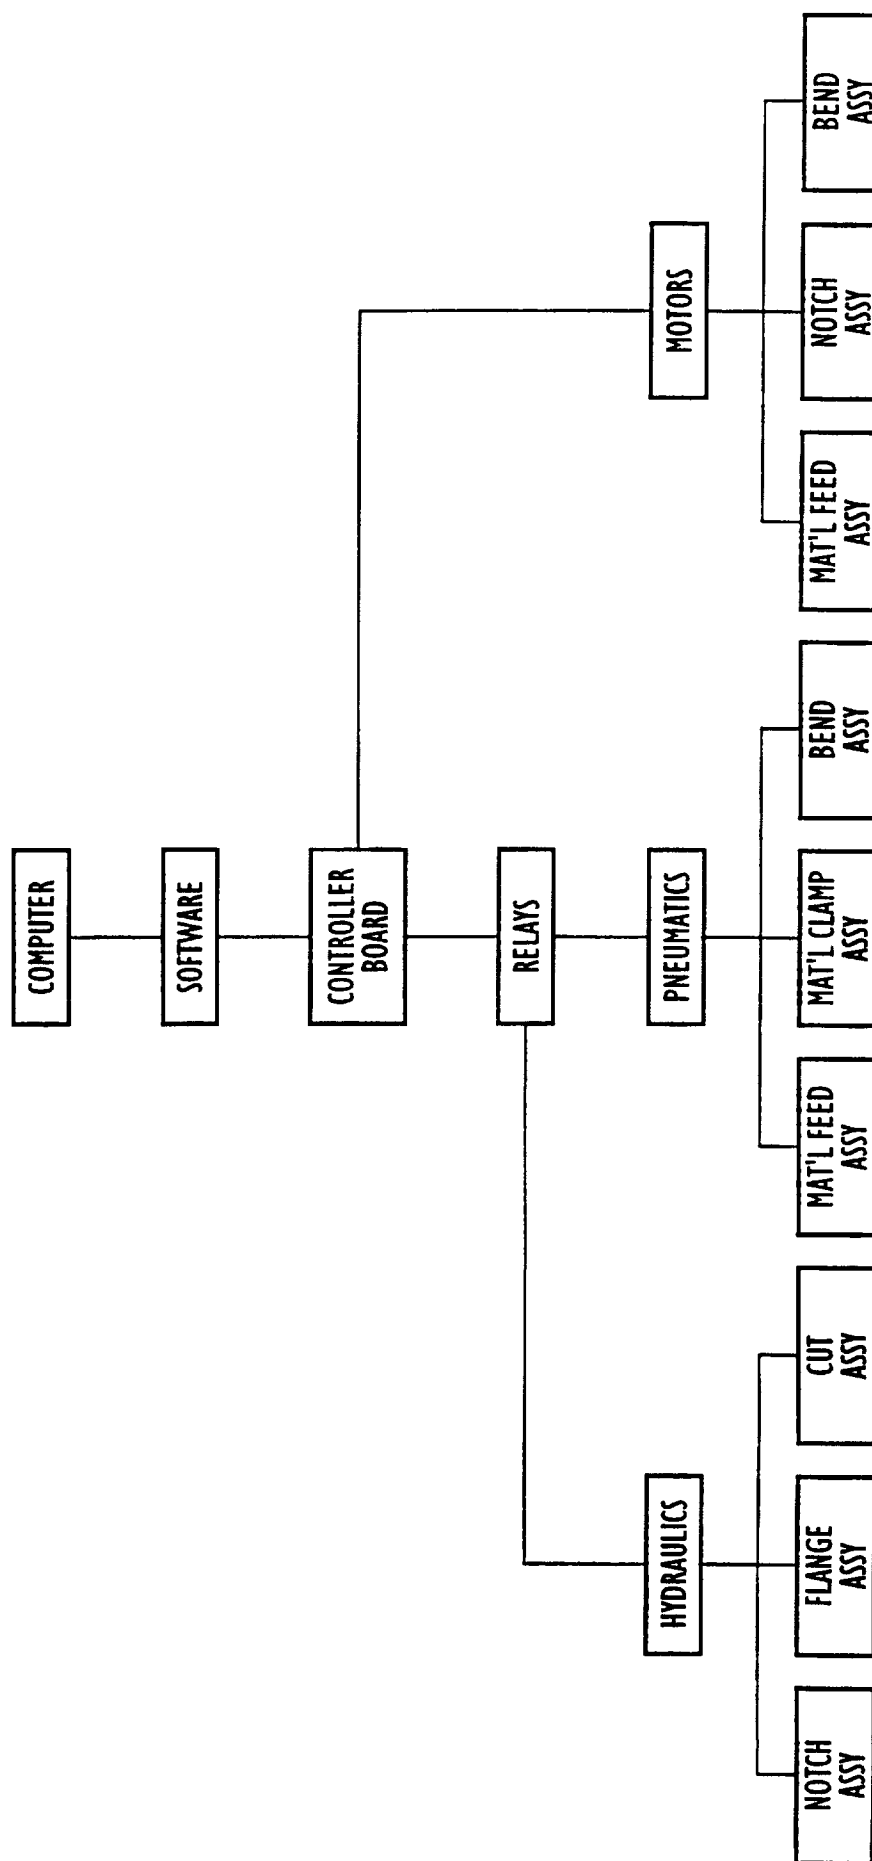 COMPUTER
SOFTWARE
CONTROLLER
BOARD
RELAYS
HYDRAULICS
PNEUMATICS
MOTORS
NOTCH
ASSY
FLANGE
ASSY
CUT
ASSY
MAT'L FEED
ASSY
MAT'L CLAMP
ASSY
BEND
ASSY
MAT'L FEED
ASSY
NOTCH
ASSY
BEND
ASSY